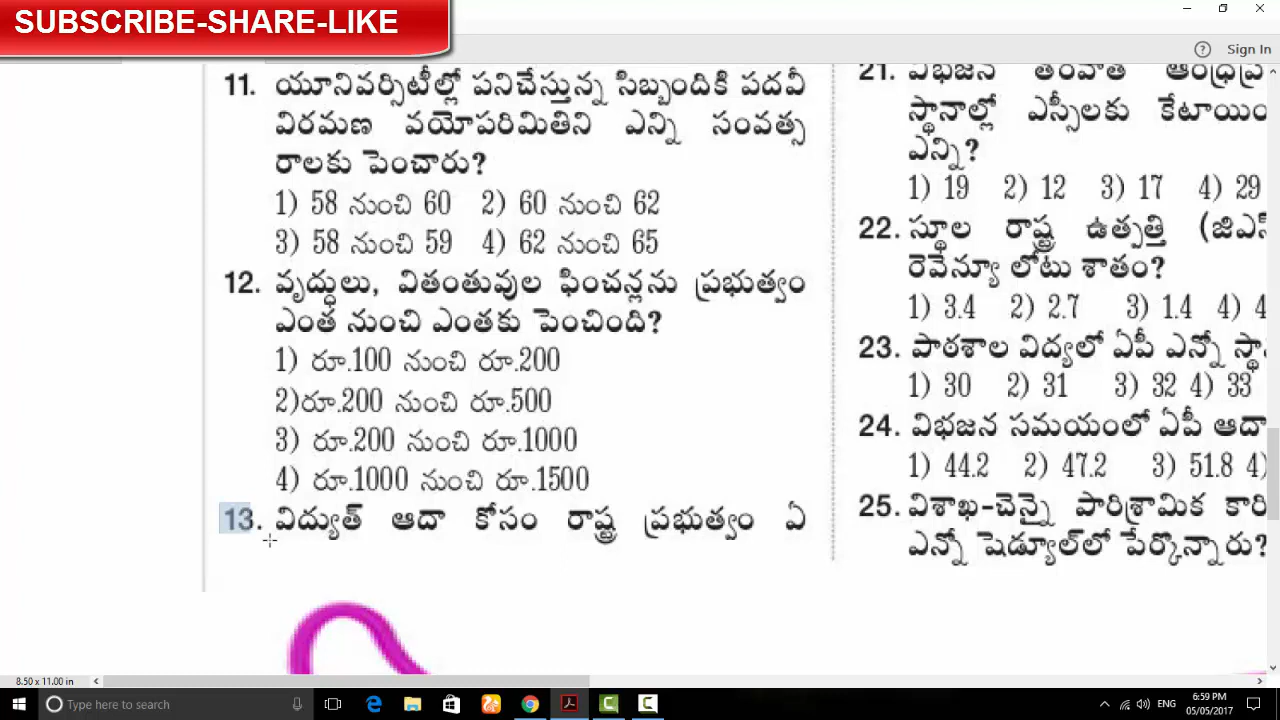 SUBSCRIBE-SHARE-LIKE
Sign In
11. యూనివర్సిటీల్లో పనిచేస్తున్న సిబ్బందికి పదవీ
విరమణ వయోపరిమితిని ఎన్ని సంవత్స
రాలకు పెంచారు?
1) 58 నుంచి 60 2) 60 నుంచి 62
3) 58 నుంచి 59 4) 62 నుంచి 65
12. వృద్ధులు, వితంతువుల ఫించన్లను ప్రభుత్వం
ఎంత నుంచి ఎంతకు పెంచింది?
1) రూ.100 నుంచి రూ.200
2)రూ.200 నుంచి రూ.500
3) రూ.200 నుంచి రూ.1000
4) రూ.1000 నుంచి రూ.1500
13. విద్యుత్ ఆదా కోసం రాష్ట్ర ప్రభుత్వం ఏ
21. విభజన తర్వాత
స్థానాల్లో ఎస్సీలకు
ఎన్ని?
1) 19 2) 12 3) 17 4) 29
22. స్థూల రాష్ట్ర ఉత్పత్తి
రెవెన్యూ లోటు శాతం?
1) 3.4 2) 2.7 3) 1.4 4)
23. పాఠశాల విద్యలో ఏపీ ఎన్నో
1) 30 2) 31 3) 32 4) 33
24. విభజన సమయంలో ఏపీ
1) 44.2 2) 47.2 3) 51.8 4)
25. విశాఖ-చెన్నై పారిశ్రామిక
ఎన్నో షెడ్యూల్‌లో పేర్కొన్నారు?
8.50 x 11.00 in
Type here to search
ENG
6:59 PM
05/05/2017